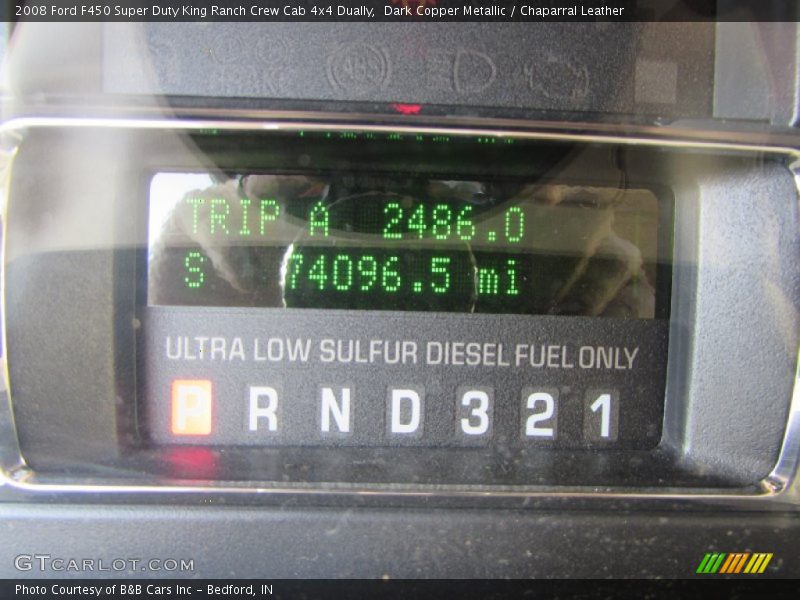 2008 Ford F450 Super Duty King Ranch Crew Cab 4x4 Dually,  Dark Copper Metallic / Chaparral Leather
TRIP A 2486.0
S 74096.5 mi
ULTRA LOW SULFUR DIESEL FUEL ONLY
P R N D 3 2 1
GTCARLOT.COM
Photo Courtesy of B&B Cars Inc – Bedford, IN